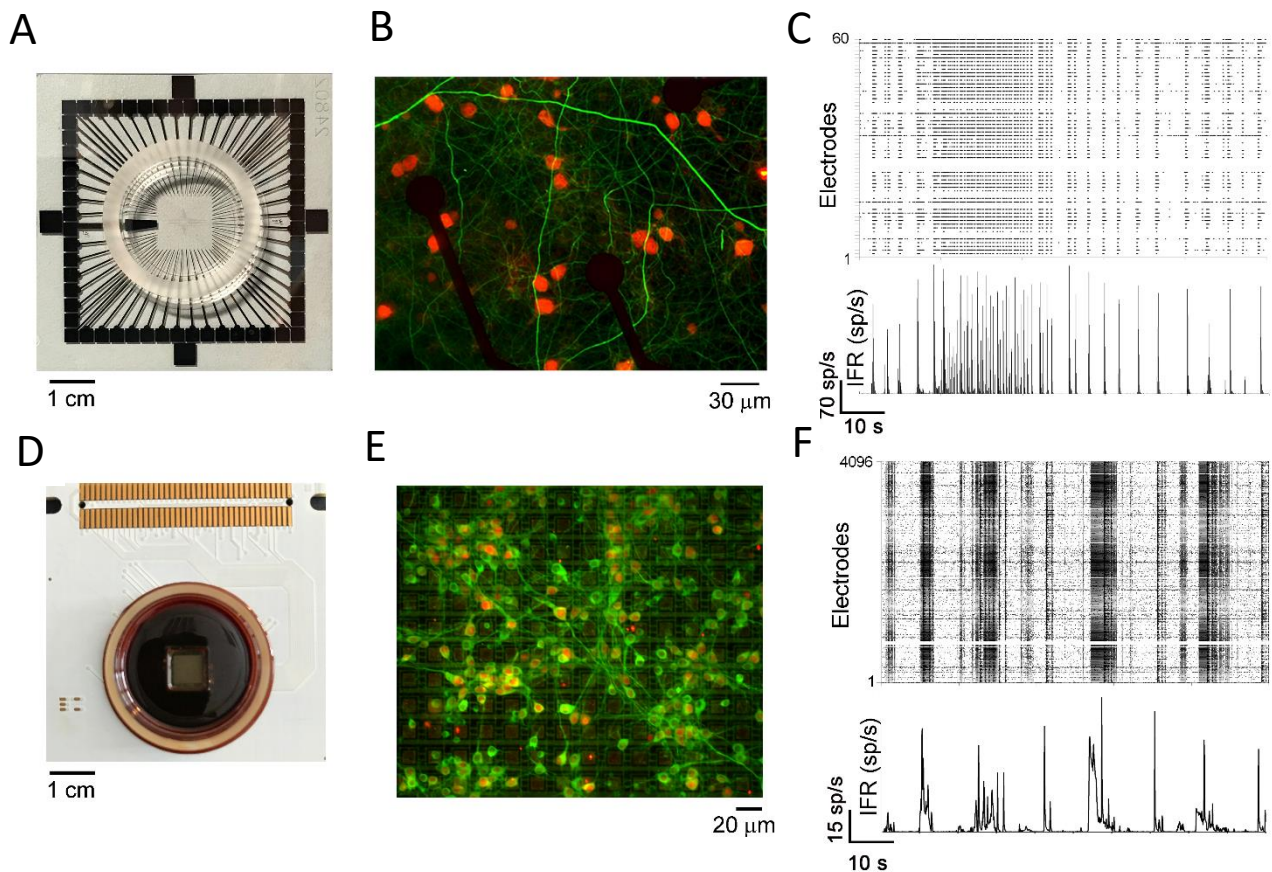 A
B
C
24802
1 cm
30 μm
60
Electrodes
1
IFR (sp/s)
70 sp/s
10 s
D
E
F
1 cm
20 μm
4096
Electrodes
1
IFR (sp/s)
15 sp/s
10 s